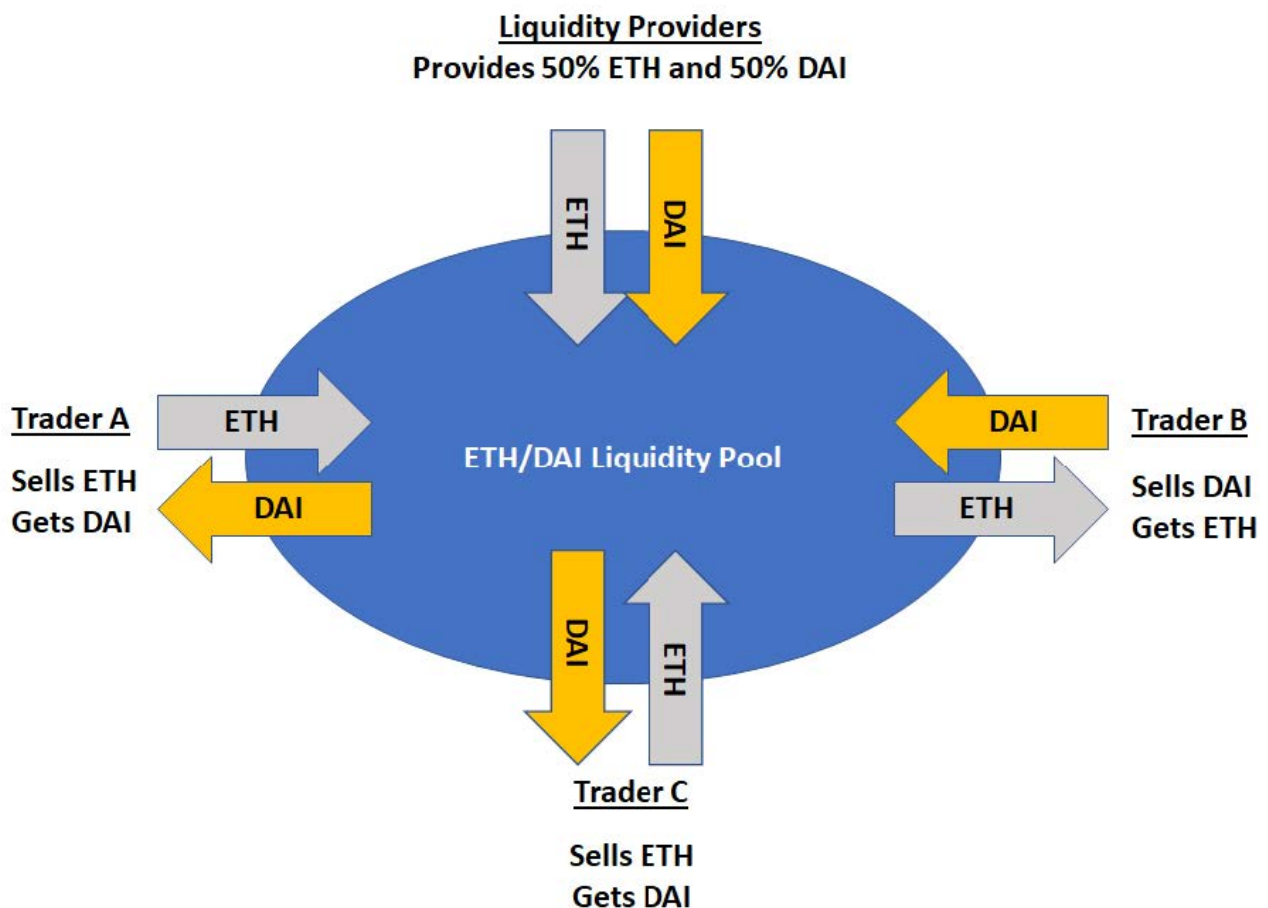 Liquidity Providers
Provides 50% ETH and 50% DAI
ETH
DAI
Trader A
ETH
Sells ETH
Gets DAI
DAI
ETH/DAI Liquidity Pool
DAI
Trader B
ETH
Sells DAI
Gets ETH
DAI
ETH
Trader C
Sells ETH
Gets DAI